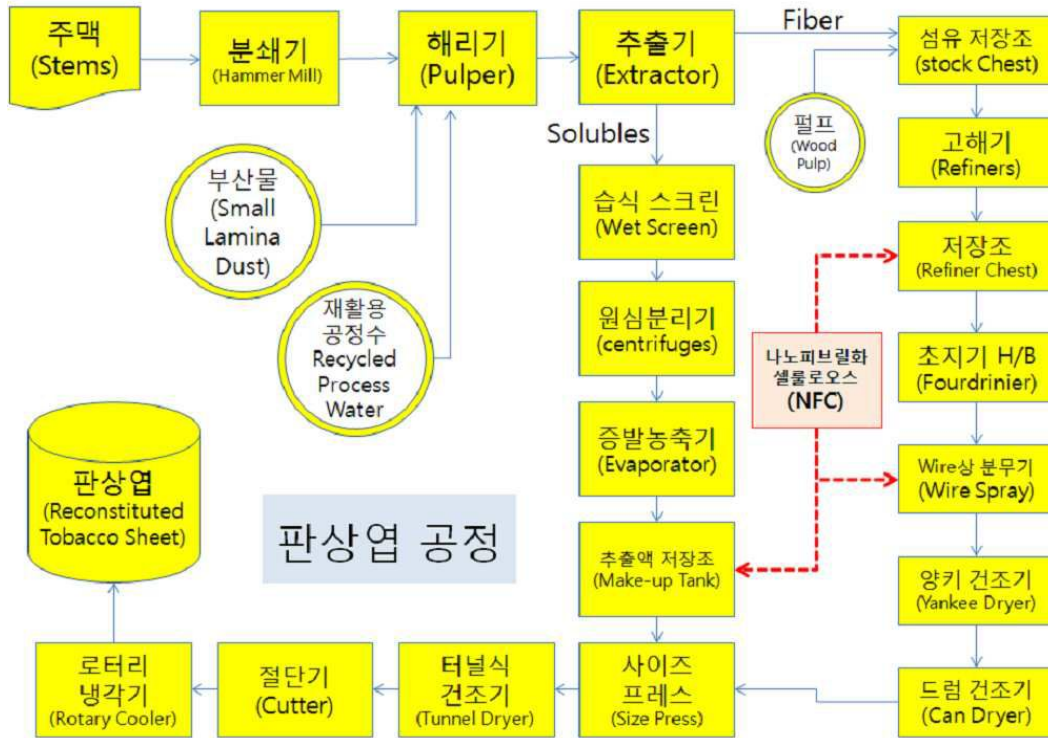 주맥
(Stems)
분쇄기
(Hammer Mill)
해리기
(Pulper)
추출기
(Extractor)
Fiber
섬유 저장조
(stock Chest)
Solubles
펄프
(Wood
Pulp)
고해기
(Refiners)
부산물
(Small
Lamina
Dust)
습식 스크린
(Wet Screen)
저장조
(Refiner Chest)
재활용
공정수
Recycled
Process
Water
원심분리기
(centrifuges)
나노피브릴화
셀룰로오스
(NFC)
초지기 H/B
(Fourdrinier)
증발농축기
(Evaporator)
Wire상 분무기
(Wire Spray)
판상엽
(Reconstituted
Tobacco Sheet)
판상엽 공정
추출액 저장조
(Make-up Tank)
양키 건조기
(Yankee Dryer)
로터리
냉각기
(Rotary Cooler)
절단기
(Cutter)
터널식
건조기
(Tunnel Dryer)
사이즈
프레스
(Size Press)
드럼 건조기
(Can Dryer)